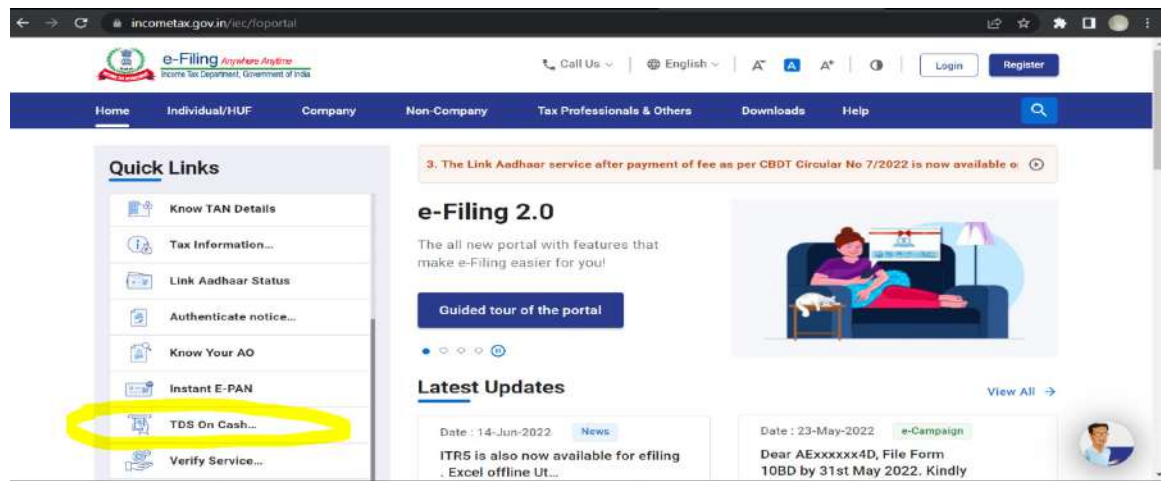 incometax.gov.in/iec/foportal
e-Filing Anywhere Anytime
Income Tax Department, Government of India
Call Us
English
A- A A+
Login
Register
Home Individual/HUF Company Non-Company Tax Professionals & Others Downloads Help
Quick Links
Know TAN Details
Tax Information...
Link Aadhaar Status
Authenticate notice...
Know Your AO
Instant E-PAN
TDS On Cash...
Verify Service...
3. The Link Aadhaar service after payment of fee as per CBDT Circular No 7/2022 is now available o
e-Filing 2.0
The all new portal with features that
make e-Filing easier for you!
Guided tour of the portal
Latest Updates
View All
Date : 14-Jun-2022 News
ITR5 is also now available for efiling
. Excel offline Ut...
Date : 23-May-2022 e-Campaign
Dear AExxxxxx4D, File Form
10BD by 31st May 2022. Kindly